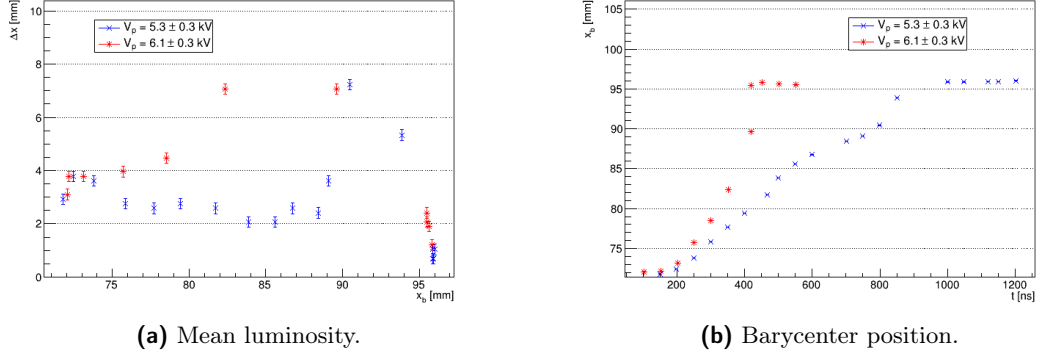 Δx [mm]
10
8
6
4
2
0
V_p = 5.3 ± 0.3 kV
V_p = 6.1 ± 0.3 kV
75 80 85 90 95
x_b [mm]
(a) Mean luminosity.
x_b [mm]
105
100
95
90
85
80
75
V_p = 5.3 ± 0.3 kV
V_p = 6.1 ± 0.3 kV
200 400 600 800 1000 1200
t [ns]
(b) Barycenter position.